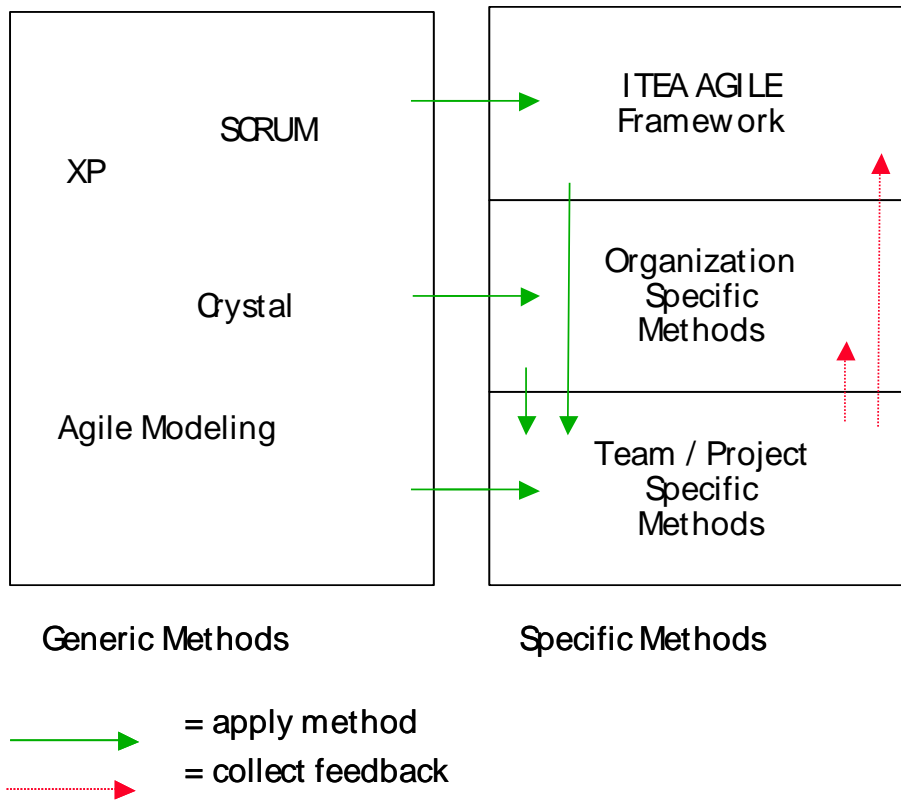 SCRUM
XP
Crystal
Agile Modeling
ITEA AGILE
Framework
Organization
Specific
Methods
Team / Project
Specific
Methods
Generic Methods
Specific Methods
= apply method
= collect feedback